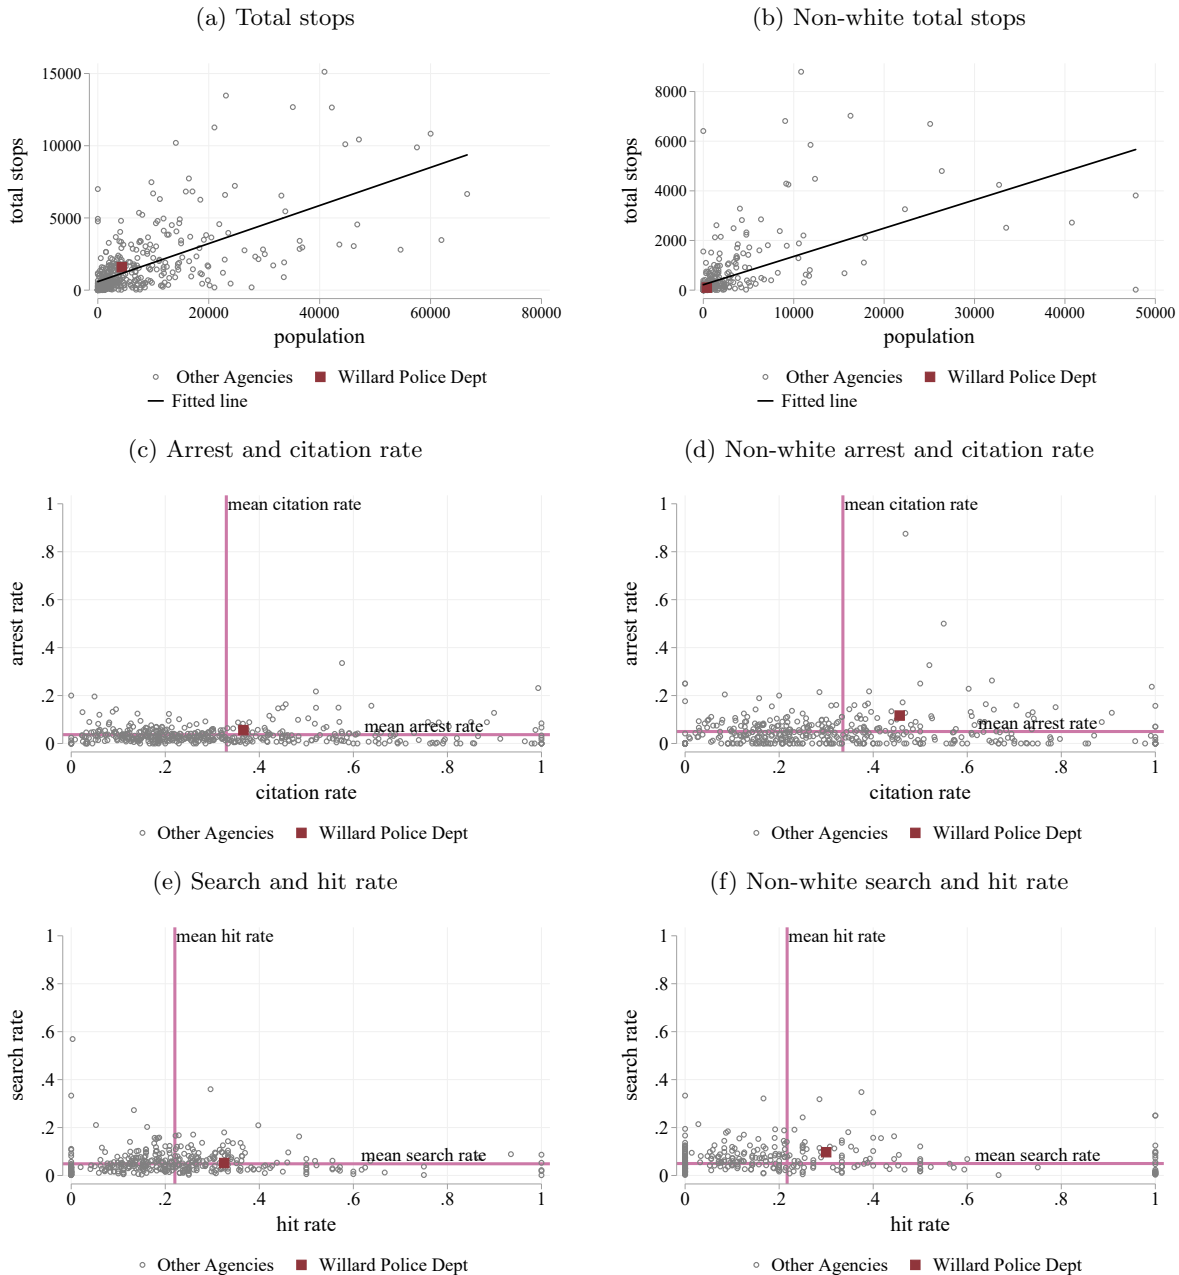 (a) Total stops
(b) Non-white total stops
total stops
15000
10000
5000
0
0 20000 40000 60000 80000
population
Other Agencies Willard Police Dept
Fitted line
total stops
8000
6000
4000
2000
0
0 10000 20000 30000 40000 50000
population
Other Agencies Willard Police Dept
Fitted line
(c) Arrest and citation rate
(d) Non-white arrest and citation rate
arrest rate
1
.8
.6
.4
.2
0
mean citation rate
mean arrest rate
0 .2 .4 .6 .8 1
citation rate
Other Agencies Willard Police Dept
arrest rate
1
.8
.6
.4
.2
0
mean citation rate
mean arrest rate
0 .2 .4 .6 .8 1
citation rate
Other Agencies Willard Police Dept
(e) Search and hit rate
(f) Non-white search and hit rate
search rate
1
.8
.6
.4
.2
0
mean hit rate
mean search rate
0 .2 .4 .6 .8 1
hit rate
Other Agencies Willard Police Dept
search rate
1
.8
.6
.4
.2
0
mean hit rate
mean search rate
0 .2 .4 .6 .8 1
hit rate
Other Agencies Willard Police Dept